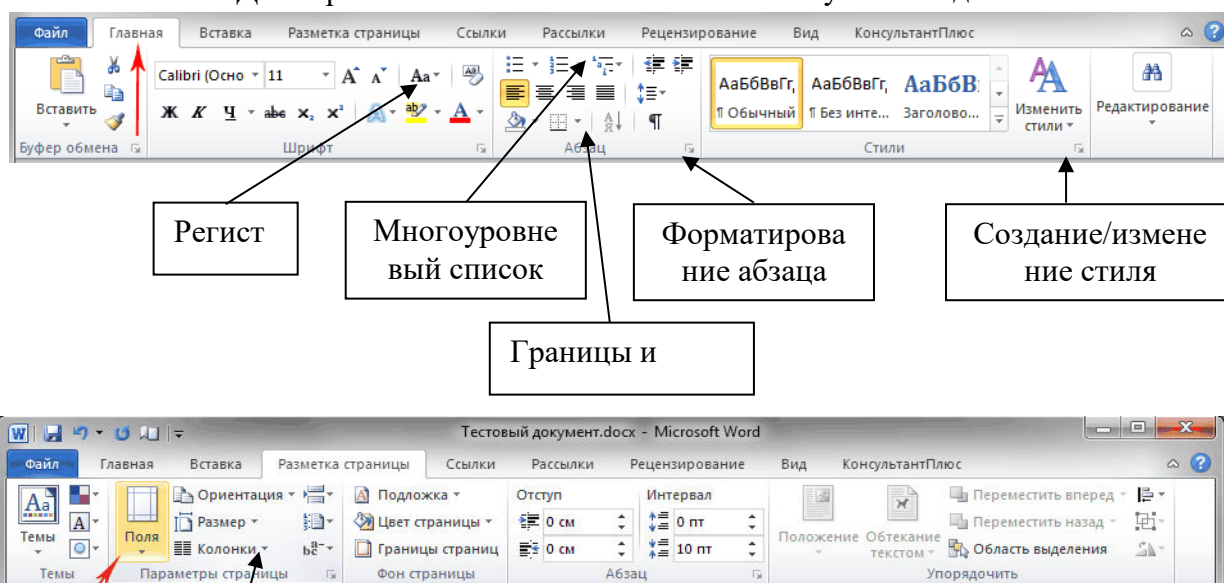 Файл Главная Вставка Разметка страницы Ссылки Рассылки Рецензирование Вид КонсультантПлюс
Вставить
Буфер обмена
Calibri (Осно 11 А А Аа
Ж К Ч abc x₂ x² А ab А
Шрифт
А Я ¶
Абзац
АаБбВвГг, АаБбВвГг, АаБбВ
¶ Обычный ¶ Без инте... Заголово...
Стили
Изменить
стили
Редактирование
Регист
Многоуровне
вый список
Форматирова
ние абзаца
Создание/измене
ние стиля
Границы и
Тестовый документ.docx - Microsoft Word
Файл Главная Вставка Разметка страницы Ссылки Рассылки Рецензирование Вид КонсультантПлюс
Аа
А
Темы
Темы
Поля
Ориентация
Размер
Колонки
Параметры страницы
Подложка
Цвет страницы
Границы страниц
Фон страницы
Отступ Интервал
0 см 0 пт
0 см 10 пт
Абзац
Положение
Обтекание
текстом
Переместить вперед
Переместить назад
Область выделения
Упорядочить